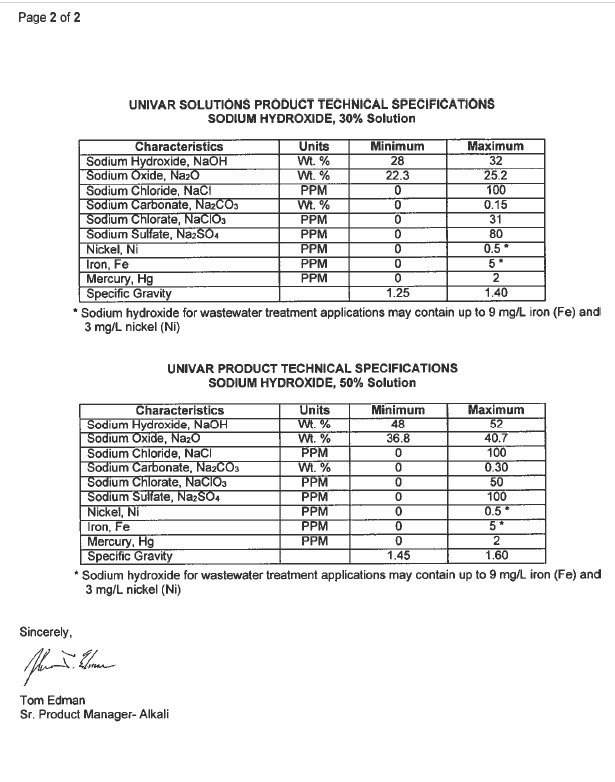 Page 2 of 2
UNIVAR SOLUTIONS PRODUCT TECHNICAL SPECIFICATIONS
SODIUM HYDROXIDE, 30% Solution
Characteristics Units Minimum Maximum
Sodium Hydroxide, NaOH Wt. % 28 32
Sodium Oxide, Na2O Wt. % 22.3 25.2
Sodium Chloride, NaCl PPM 0 100
Sodium Carbonate, Na2CO3 Wt. % 0 0.15
Sodium Chlorate, NaClO3 PPM 0 31
Sodium Sulfate, Na2SO4 PPM 0 80
Nickel, Ni PPM 0 0.5 *
Iron, Fe PPM 0 5 *
Mercury, Hg PPM 0 2
Specific Gravity 1.25 1.40
* Sodium hydroxide for wastewater treatment applications may contain up to 9 mg/L iron (Fe) and
3 mg/L nickel (Ni)
UNIVAR PRODUCT TECHNICAL SPECIFICATIONS
SODIUM HYDROXIDE, 50% Solution
Characteristics Units Minimum Maximum
Sodium Hydroxide, NaOH Wt. % 48 52
Sodium Oxide, Na2O Wt. % 36.8 40.7
Sodium Chloride, NaCl PPM 0 100
Sodium Carbonate, Na2CO3 Wt. % 0 0.30
Sodium Chlorate, NaClO3 PPM 0 50
Sodium Sulfate, Na2SO4 PPM 0 100
Nickel, Ni PPM 0 0.5 *
Iron, Fe PPM 0 5 *
Mercury, Hg PPM 0 2
Specific Gravity 1.45 1.60
* Sodium hydroxide for wastewater treatment applications may contain up to 9 mg/L iron (Fe) and
3 mg/L nickel (Ni)
Sincerely,
Tom Edman
Sr. Product Manager- Alkali